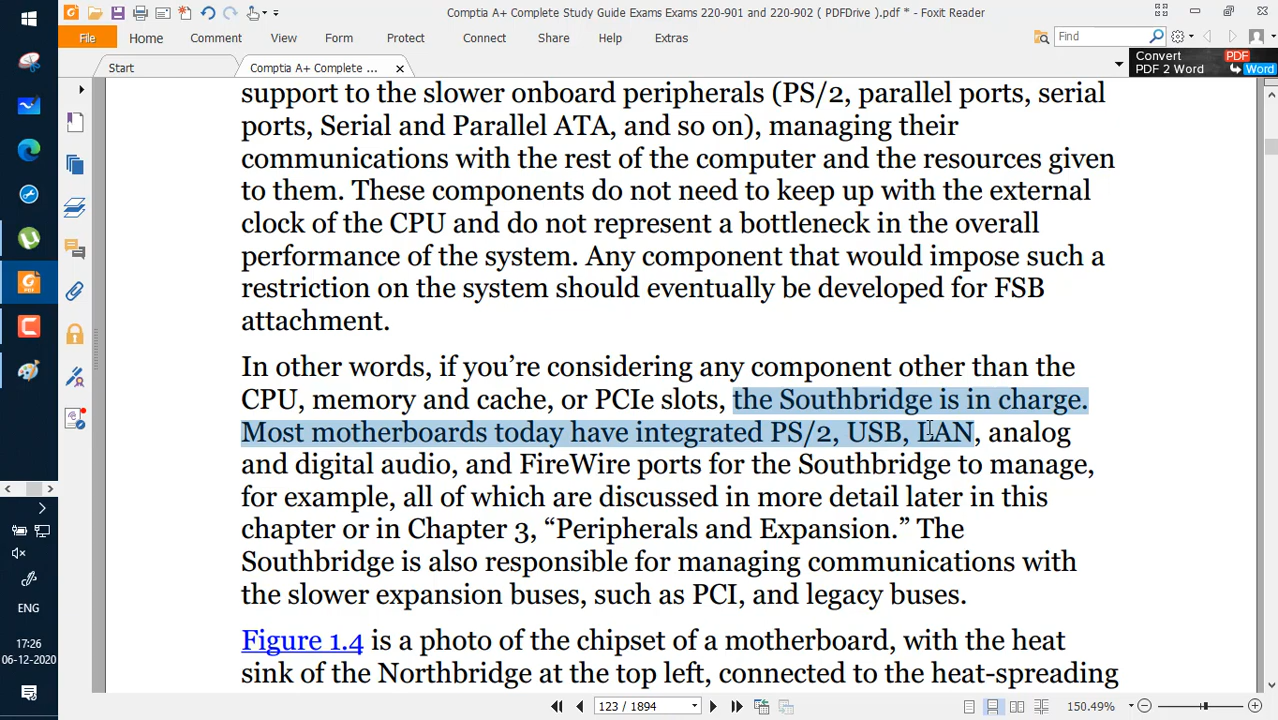 Comptia A+ Complete Study Guide Exams Exams 220-901 and 220-992 ( PDFDrive ).pdf * - Foxit Reader
File Home Comment View Form Protect Connect Share Help Extras Find
Start Comptia A+ Complete ...
Convert PDF
PDF 2 Word Word
support to the slower onboard peripherals (PS/2, parallel ports, serial
ports, Serial and Parallel ATA, and so on), managing their
communications with the rest of the computer and the resources given
to them. These components do not need to keep up with the external
clock of the CPU and do not represent a bottleneck in the overall
performance of the system. Any component that would impose such a
restriction on the system should eventually be developed for FSB
attachment.
In other words, if you’re considering any component other than the
CPU, memory and cache, or PCIe slots, the Southbridge is in charge.
Most motherboards today have integrated PS/2, USB, LAN, analog
and digital audio, and FireWire ports for the Southbridge to manage,
for example, all of which are discussed in more detail later in this
chapter or in Chapter 3, “Peripherals and Expansion.” The
Southbridge is also responsible for managing communications with
the slower expansion buses, such as PCI, and legacy buses.
Figure 1.4 is a photo of the chipset of a motherboard, with the heat
sink of the Northbridge at the top left, connected to the heat-spreading
ENG
17:26
06-12-2020
123 / 1894
150.49%